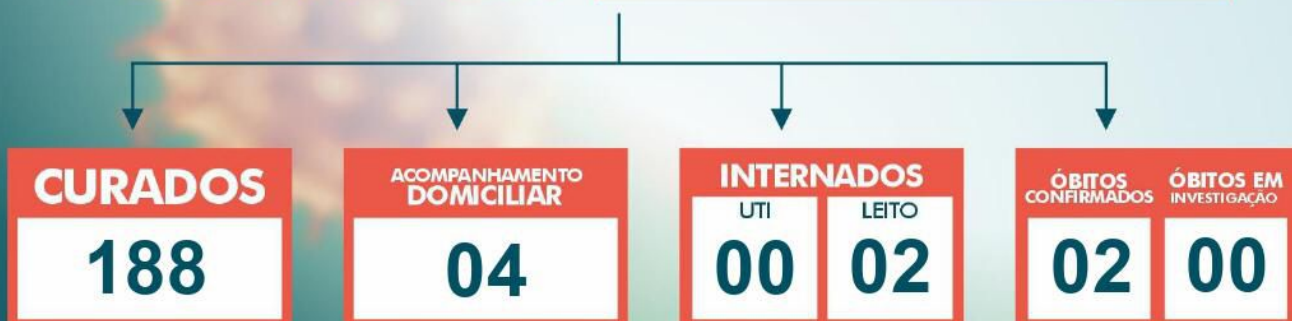 CURADOS
188
ACOMPANHAMENTO
DOMICILIAR
04
INTERNADOS
UTI
00
LEITO
02
ÓBITOS
CONFIRMADOS
02
ÓBITOS EM
INVESTIGAÇÃO
00